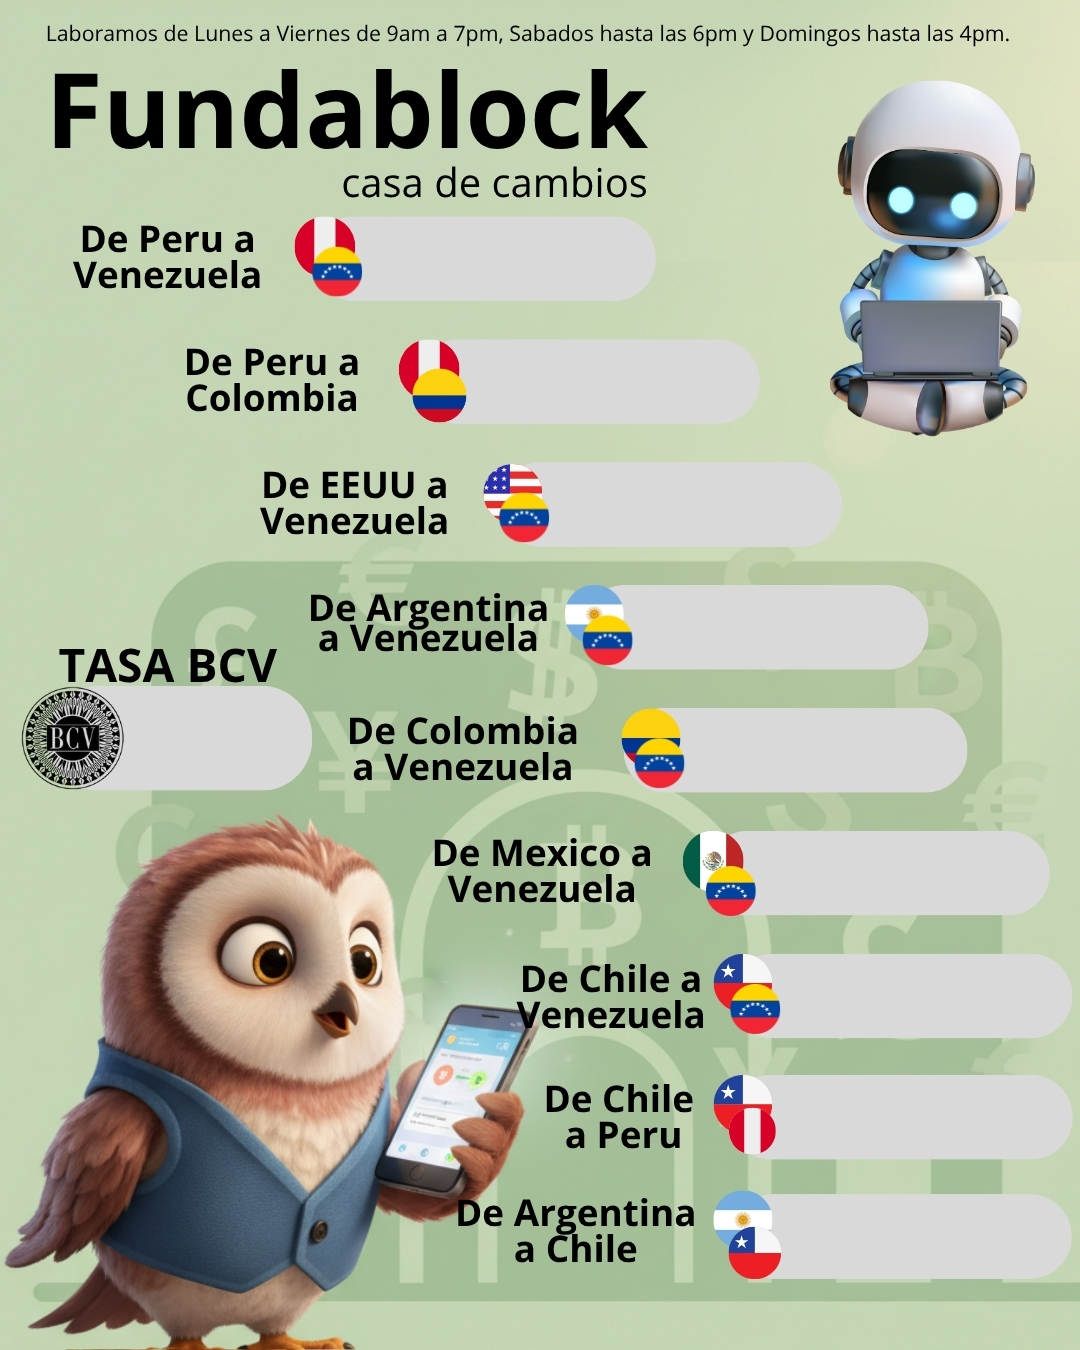 Laboramos de Lunes a Viernes de 9am a 7pm, Sabados hasta las 6pm y Domingos hasta las 4pm.
Fundablock
casa de cambios
De Peru a
Venezuela
De Peru a
Colombia
De EEUU a
Venezuela
De Argentina
a Venezuela
TASA BCV
BCV
De Colombia
a Venezuela
De Mexico a
Venezuela
De Chile a
Venezuela
De Chile
a Peru
De Argentina
a Chile